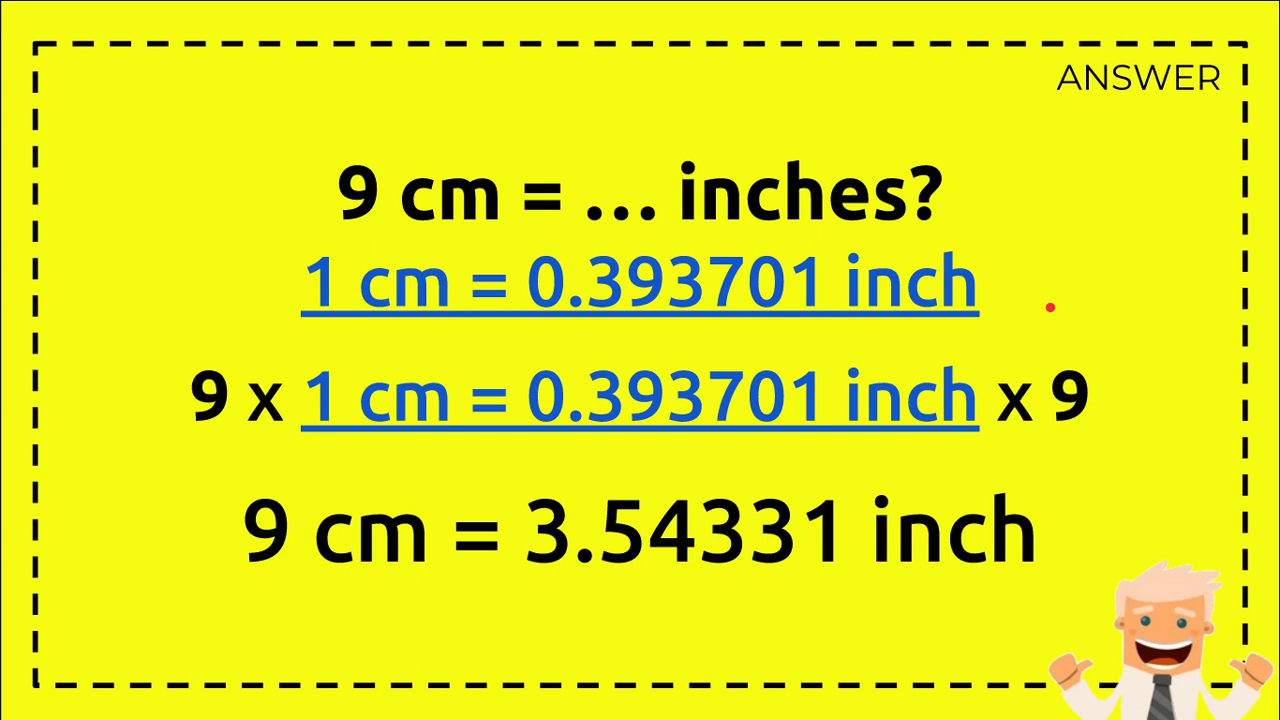 ANSWER
9 cm = ... inches?
1 cm = 0.393701 inch
9 x 1 cm = 0.393701 inch x 9
9 cm = 3.54331 inch